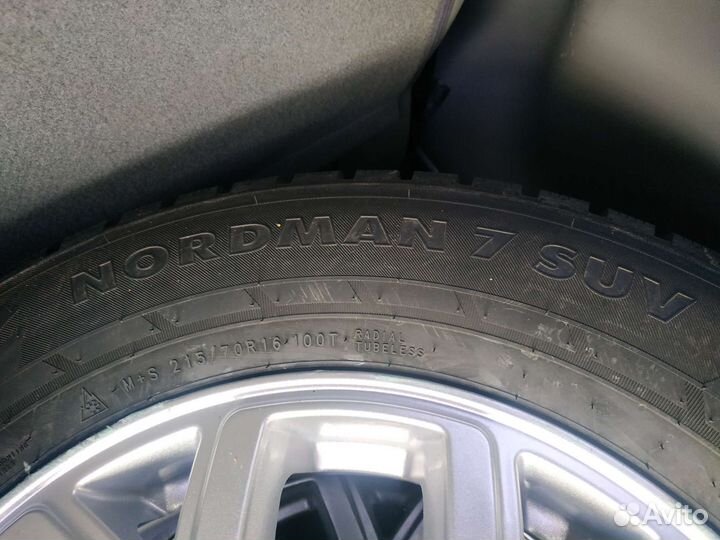 NORDMAN 7 SUV
M+S 215/70R16 100T RADIAL
TUBELESS
Avito